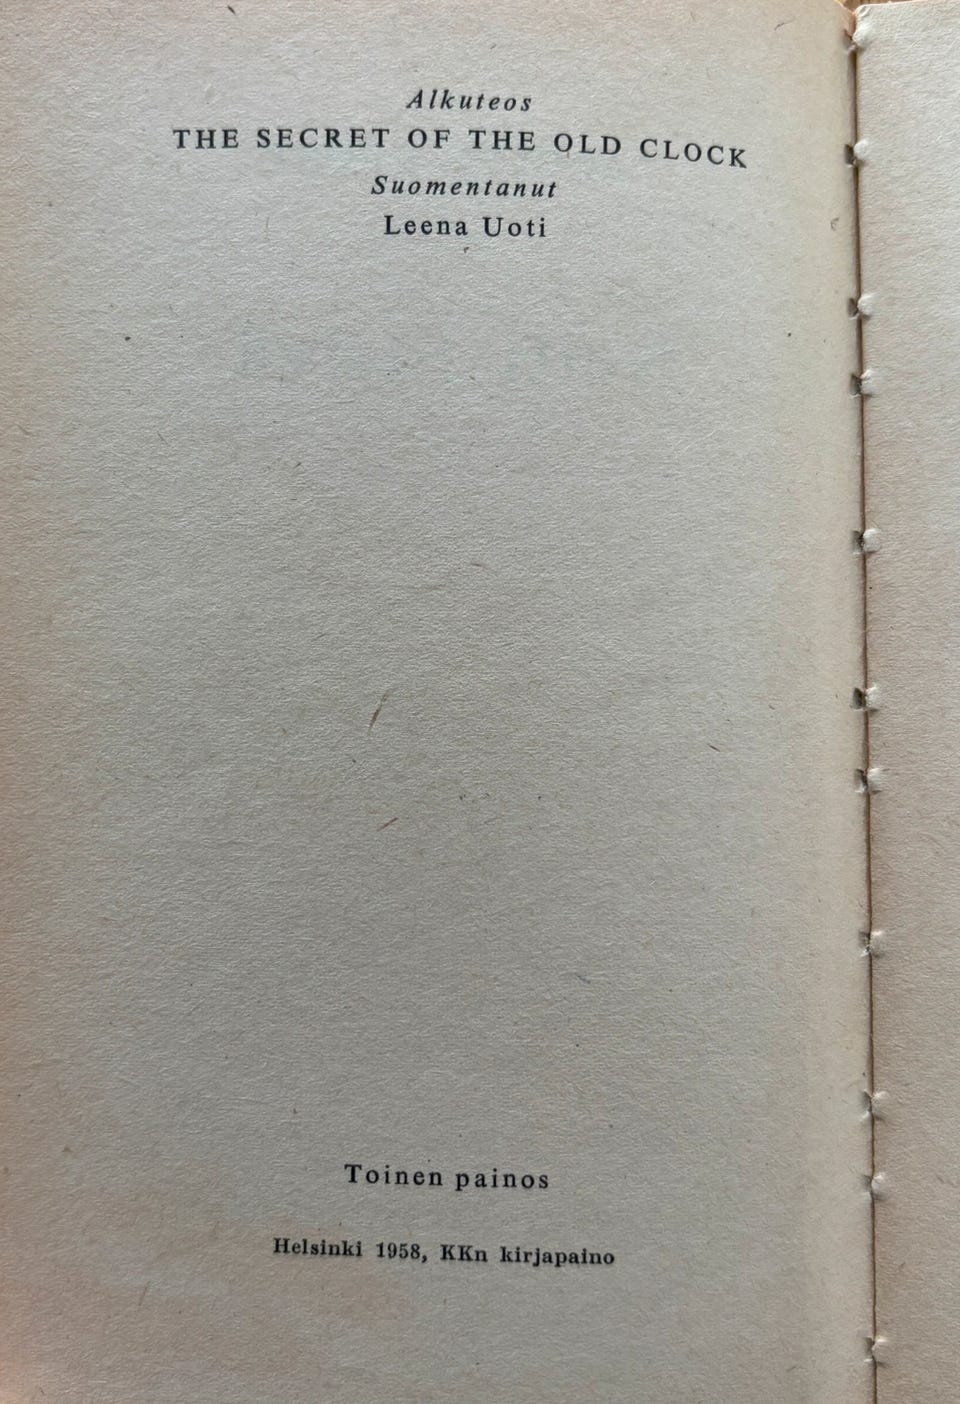 Alkuteos
THE SECRET OF THE OLD CLOCK
Suomentanut
Leena Uoti
Toinen painos
Helsinki 1958, KKn kirjapaino